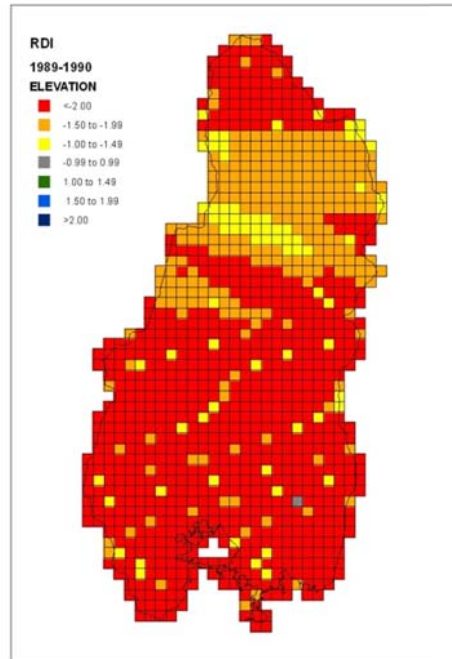 RDI
1989-1990
ELEVATION
<-2.00
-1.50 to -1.99
-1.00 to -1.49
-0.99 to 0.99
1.00 to 1.49
1.50 to 1.99
>2.00